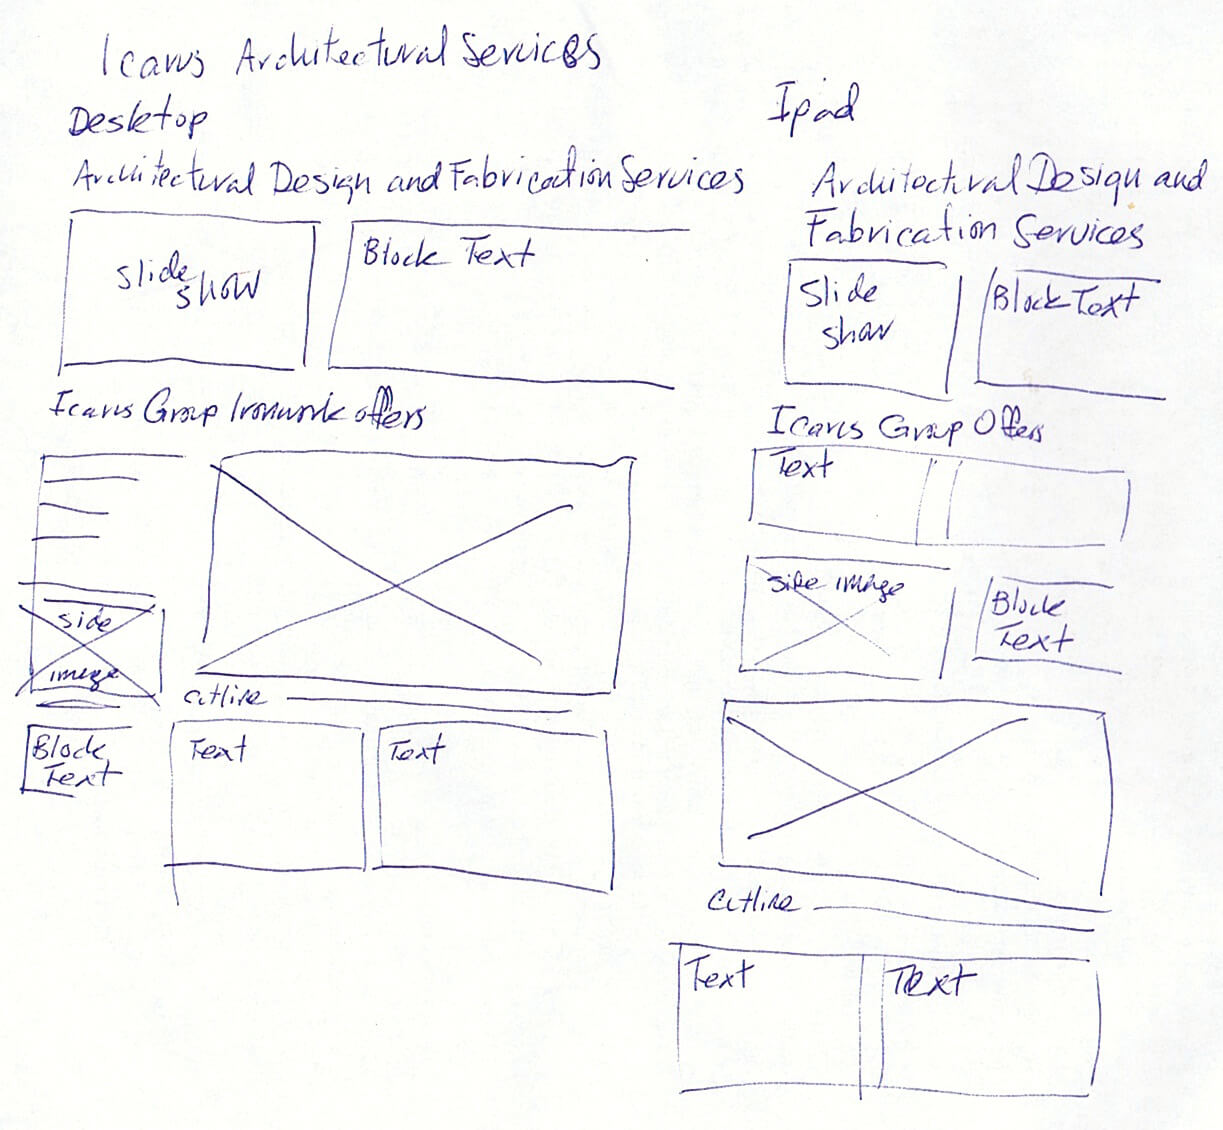 Icarus Architectural Services
Desktop
Architectural Design and Fabrication Services
Slide
show
Block Text
Icarus Group Ironwork offers
side
image
Cutline
Block
Text
Text
Text
Ipad
Architectural Design and
Fabrication Services
Slide
show
Block Text
Icarus Group Offers
Text
side image
Block
Text
Cutline
Text
Text